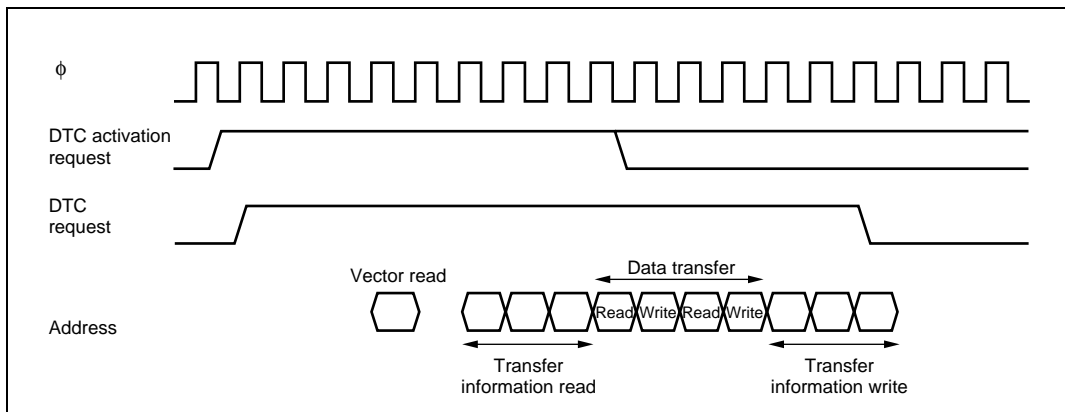 ϕ
DTC activation
request
DTC
request
Vector read
Data transfer
Address
Read Write Read Write
Transfer
information read
Transfer
information write